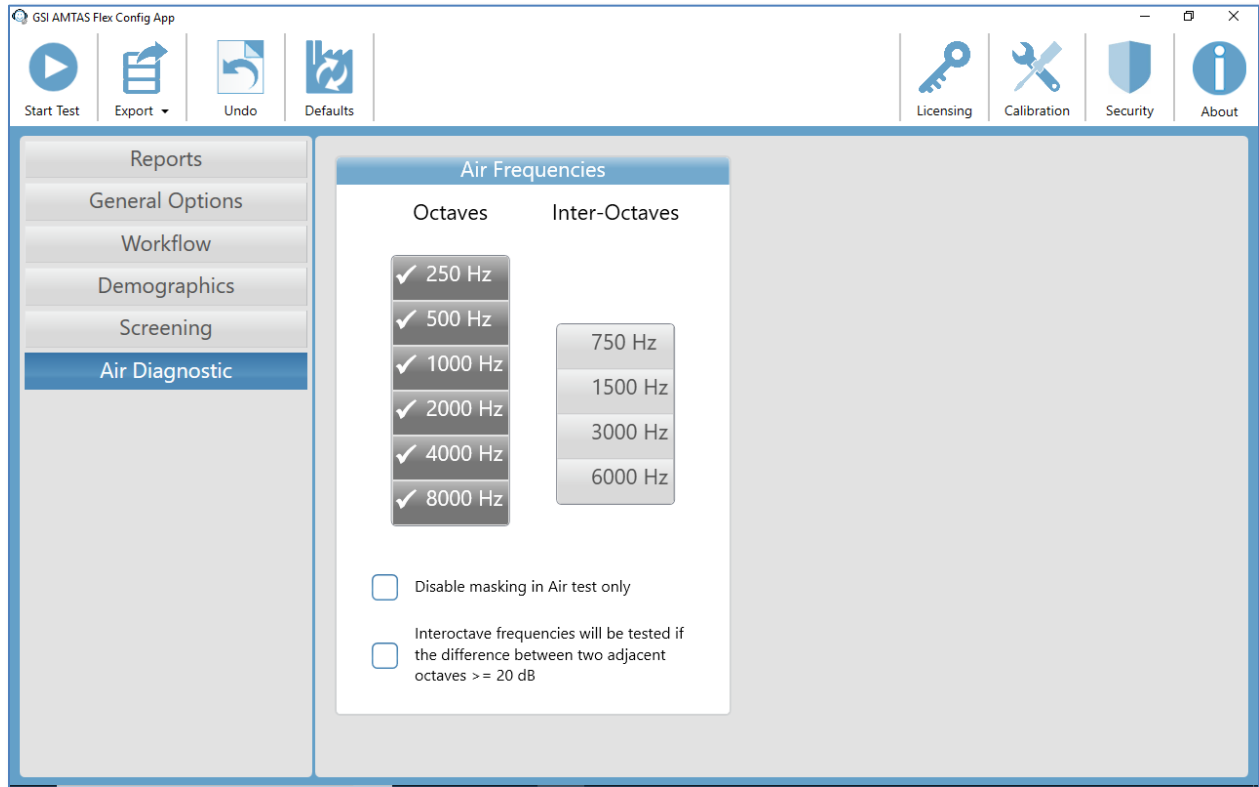 GSI AMTAS Flex Config App
Start Test
Export
Undo
Defaults
Licensing
Calibration
Security
About
Reports
General Options
Workflow
Demographics
Screening
Air Diagnostic
Air Frequencies
Octaves
Inter-Octaves
250 Hz
500 Hz
1000 Hz
2000 Hz
4000 Hz
8000 Hz
750 Hz
1500 Hz
3000 Hz
6000 Hz
Disable masking in Air test only
Interoctave frequencies will be tested if
the difference between two adjacent
octaves >= 20 dB